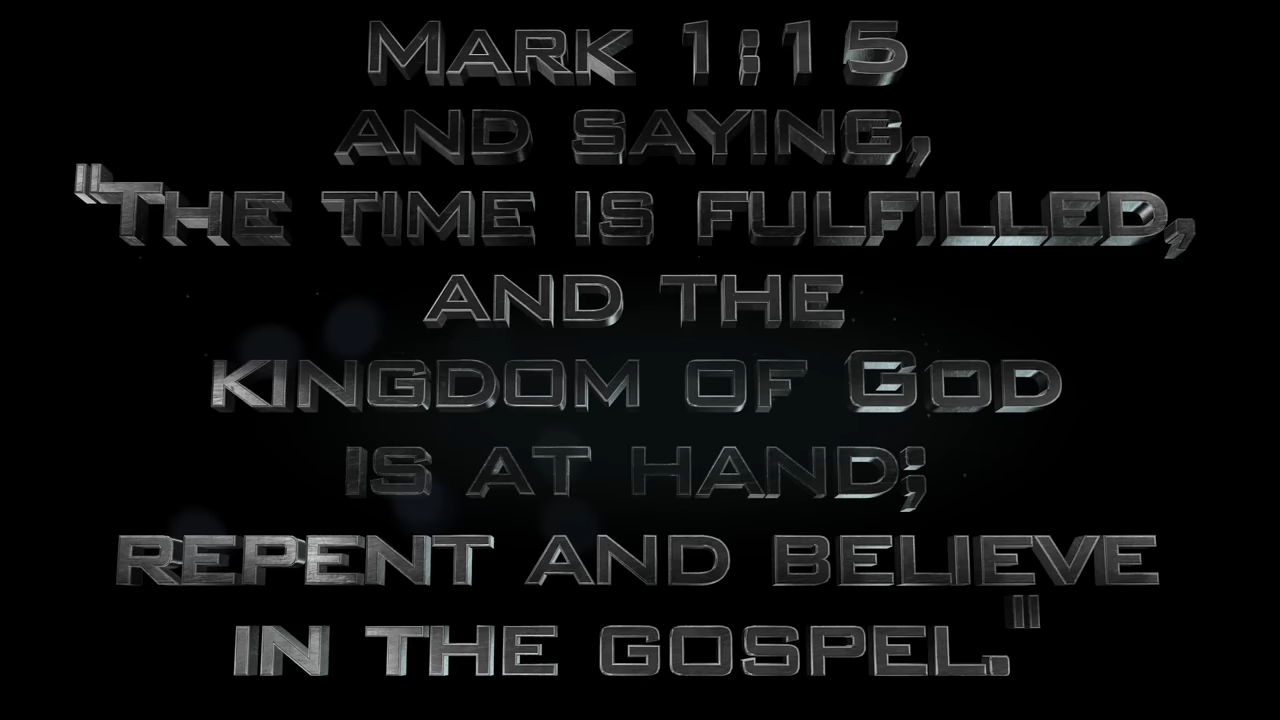 Mark 1:15
and saying,
"The time is fulfilled,
and the
kingdom of God
is at hand;
repent and believe
in the gospel."